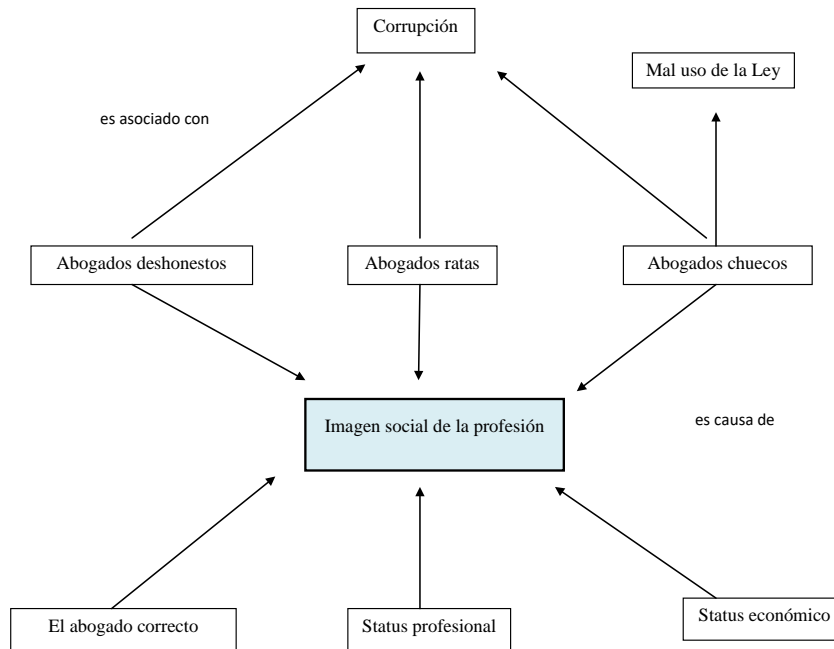 Corrupción
Mal uso de la Ley
es asociado con
Abogados deshonestos
Abogados ratas
Abogados chuecos
Imagen social de la profesión
es causa de
El abogado correcto
Status profesional
Status económico